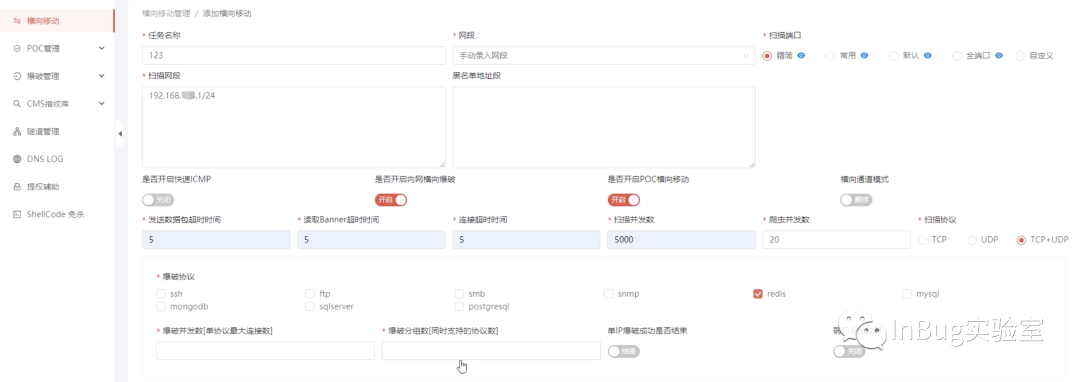 横向移动
POC管理
爆破管理
CMS指纹库
隧道管理
DNS LOG
提权辅助
ShellCode 免杀
横向移动管理 / 添加横向移动
* 任务名称
123
* 网段
手动录入网段
* 扫描端口
精简 常用 默认 全端口 自定义
* 扫描网段
192.168. .1/24
黑名单地址段
是否开启快速ICMP
关闭
是否开启内网横向爆破
开启
是否开启POC横向移动
开启
横向通道模式
顺序
* 发送数据包超时时间
5
* 读取Banner超时时间
5
* 连接超时时间
5
* 扫描并发数
5000
* 爬虫并发数
20
* 扫描协议
TCP UDP TCP+UDP
* 爆破协议
ssh ftp smb snmp redis mysql
mongodb sqlserver postgresql
* 爆破并发数[单协议最大连接数]
* 爆破分组数[同时支持的协议数]
单IP爆破成功是否结束
结束
关闭
InBug实验室